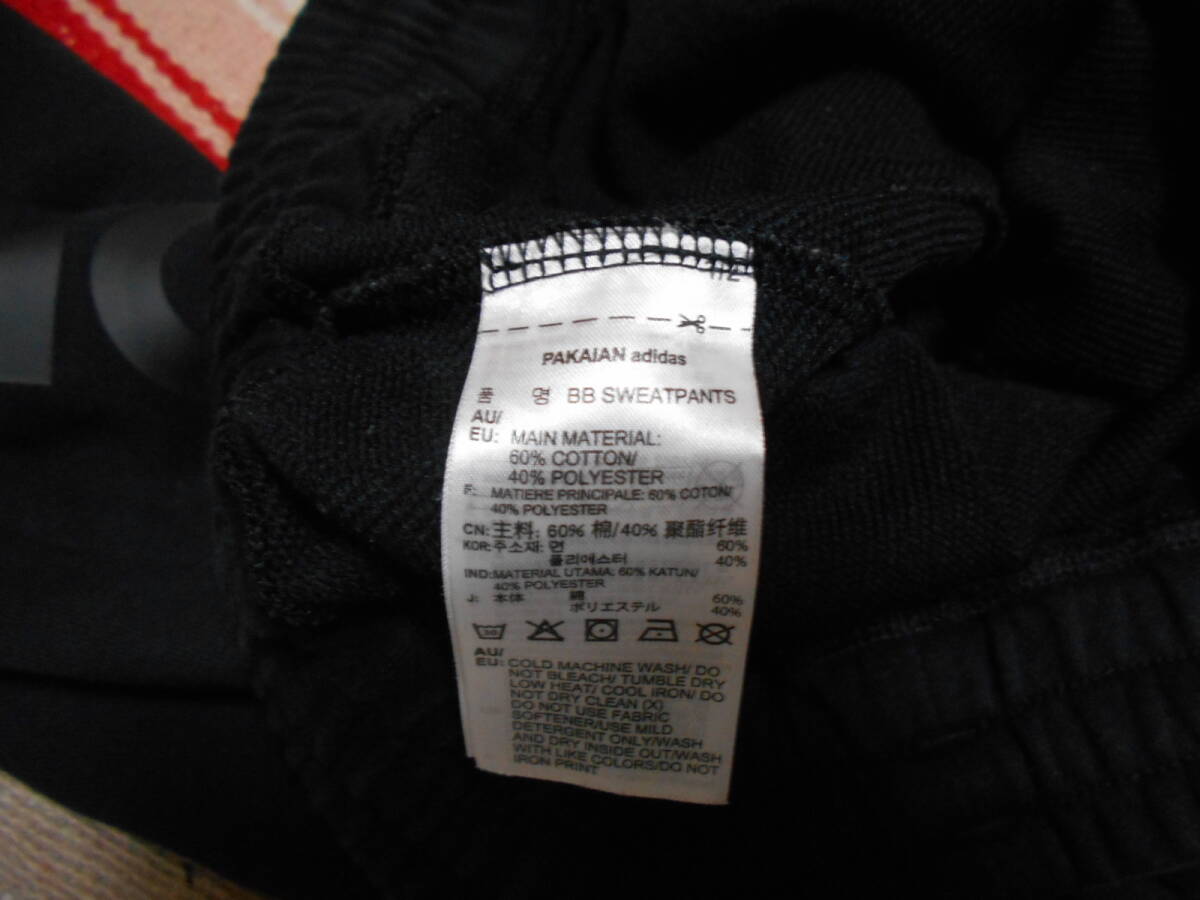 1/2
PAKAIAN adidas
품 명 BB SWEATPANTS
AU/
EU: MAIN MATERIAL:
60% COTTON/
40% POLYESTER
F: MATIERE PRINCIPALE: 60% COTON/
40% POLYESTER
CN: 主料: 60% 棉/40% 聚酯纤维
KOR: 주소재: 면 60%
폴리에스터 40%
IND: MATERIAL UTAMA: 60% KATUN/
40% POLYESTER
J: 本体 綿 60%
ポリエステル 40%
30
AU/
EU: COLD MACHINE WASH/ DO
NOT BLEACH/ TUMBLE DRY
LOW HEAT/ COOL IRON/ DO
NOT DRY CLEAN (X)
DO NOT USE FABRIC
SOFTENER/USE MILD
DETERGENT ONLY/WASH
AND DRY INSIDE OUT/WASH
WITH LIKE COLORS/DO NOT
IRON PRINT